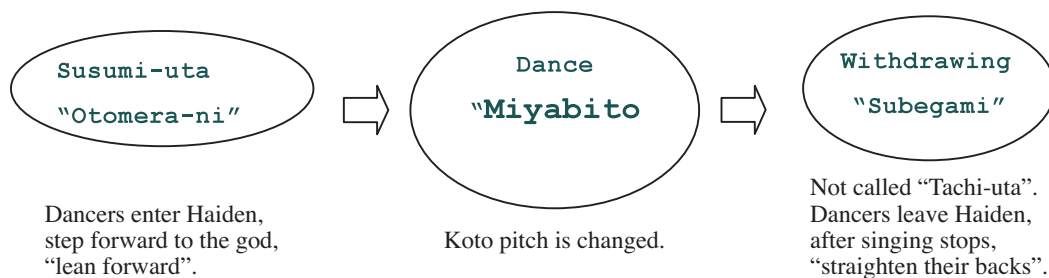 Susumi-uta
“Otomera-ni”
Dancers enter Haiden,
step forward to the god,
“lean forward”.
Dance
“Miyabito
Koto pitch is changed.
Withdrawing
“Subegami”
Not called “Tachi-uta”.
Dancers leave Haiden,
after singing stops,
“straighten their backs”.